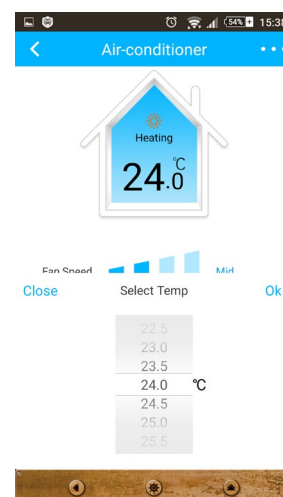 54% 15:38
Air-conditioner
Heating
24.0°C
Fan Speed Mid
Close Select Temp Ok
22.5
23.0
23.5
24.0 °C
24.5
25.0
25.5